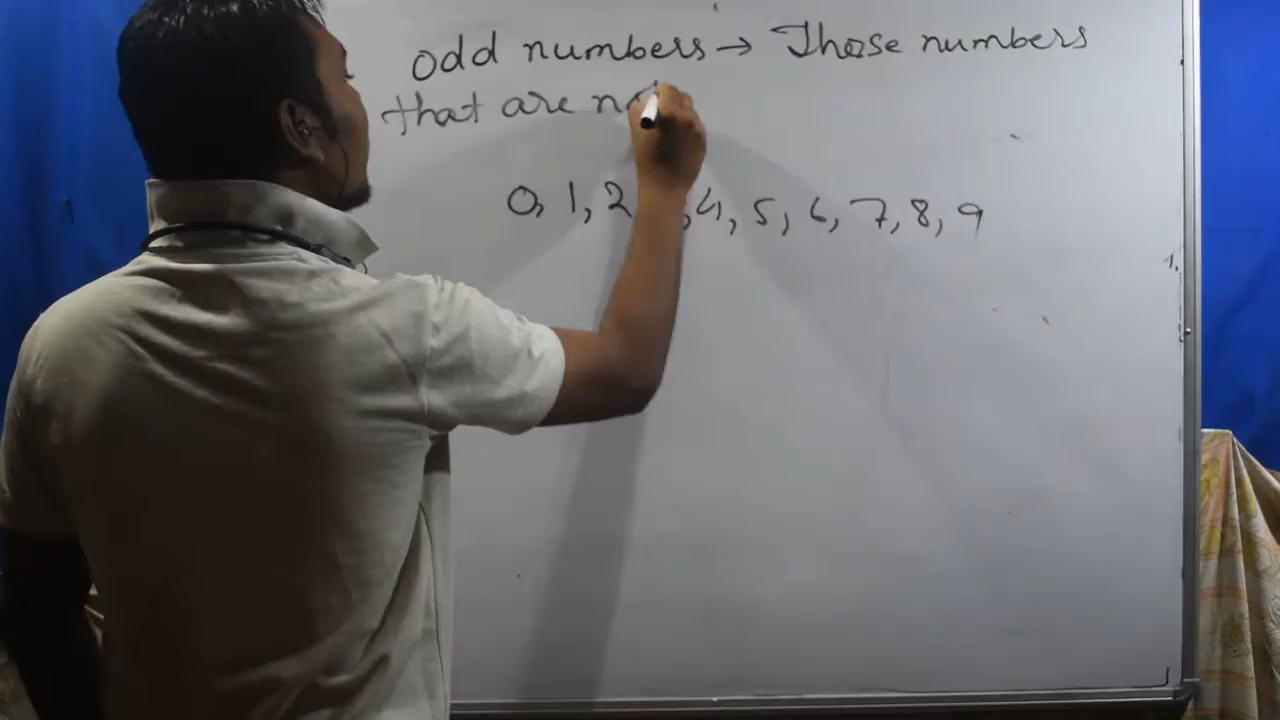 odd numbers → Those numbers
that are
0, 1, 2 , 4, 5, 6, 7, 8, 9